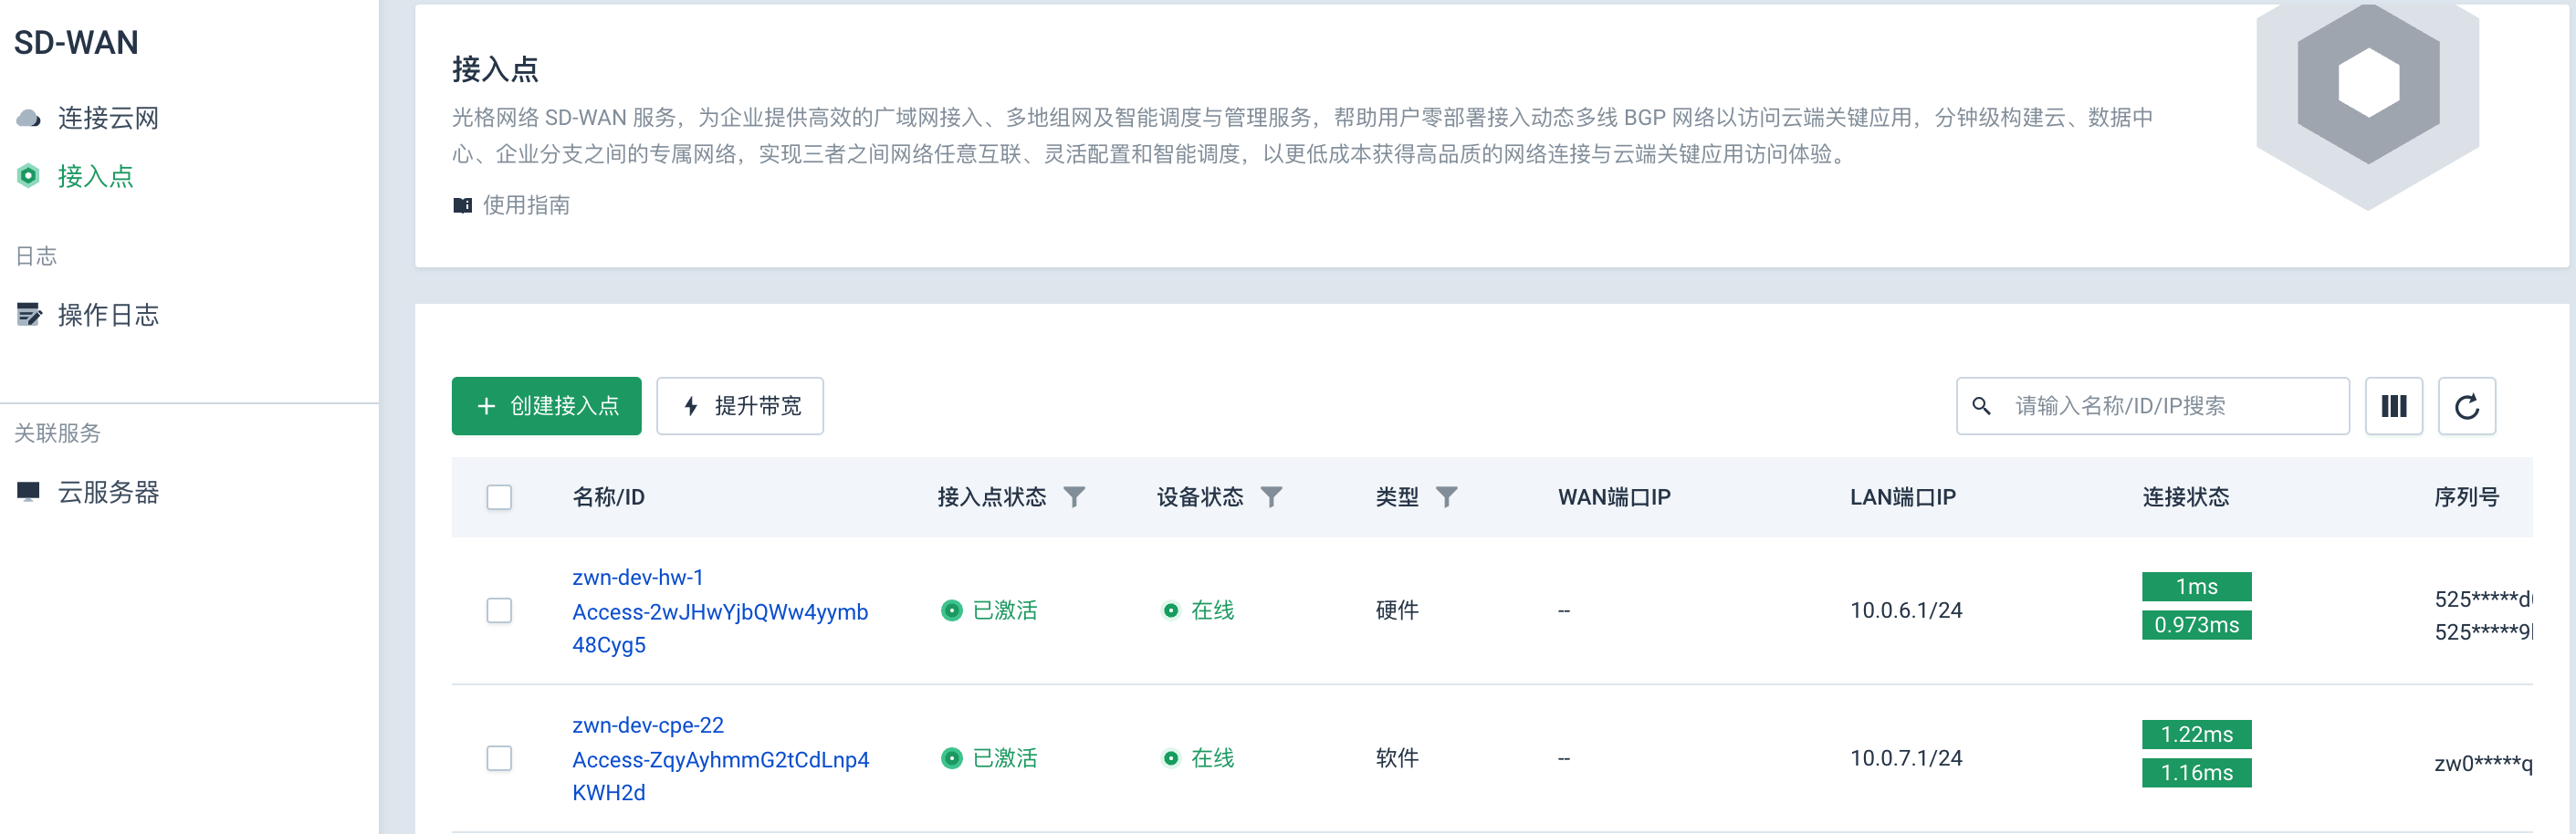 SD-WAN
连接云网
接入点
日志
操作日志
关联服务
云服务器
接入点
光格网络 SD-WAN 服务，为企业提供高效的广域网接入、多地组网及智能调度与管理服务，帮助用户零部署接入动态多线 BGP 网络以访问云端关键应用，分钟级构建云、数据中
心、企业分支之间的专属网络，实现三者之间网络任意互联、灵活配置和智能调度，以更低成本获得高品质的网络连接与云端关键应用访问体验。
使用指南
创建接入点 提升带宽 请输入名称/ID/IP搜索
名称/ID 接入点状态 设备状态 类型 WAN端口IP LAN端口IP 连接状态 序列号
zwn-dev-hw-1
Access-2wJHwYjbQWw4yymb
48Cyg5
已激活 在线 硬件 -- 10.0.6.1/24
1ms
0.973ms
525*****d
525*****9
zwn-dev-cpe-22
Access-ZqyAyhmmG2tCdLnp4
KWH2d
已激活 在线 软件 -- 10.0.7.1/24
1.22ms
1.16ms
zw0*****q